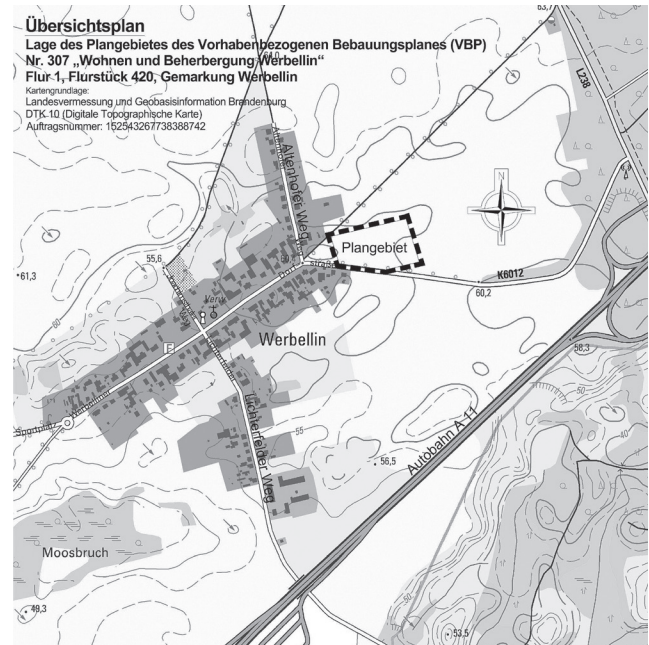 Übersichtsplan
Lage des Plangebietes des Vorhabenbezogenen Bebauungsplanes (VBP)
Nr. 307 „Wohnen und Beherbergung Werbellin“
Flur 1, Flurstück 420, Gemarkung Werbellin
Kartengrundlage:
Landesvermessung und Geobasisinformation Brandenburg
DTK 10 (Digitale Topographische Karte)
Auftragsnummer: 152543267738388742
63,7
L238
N
Altenhofer Weg
Plangebiet
K6012
60,2
55,6
61,3
60
Werbellin
58,3
50
55
56,5
Autobahn A 11
Lichterfelder Weg
Moosbruch
49,3
53,5